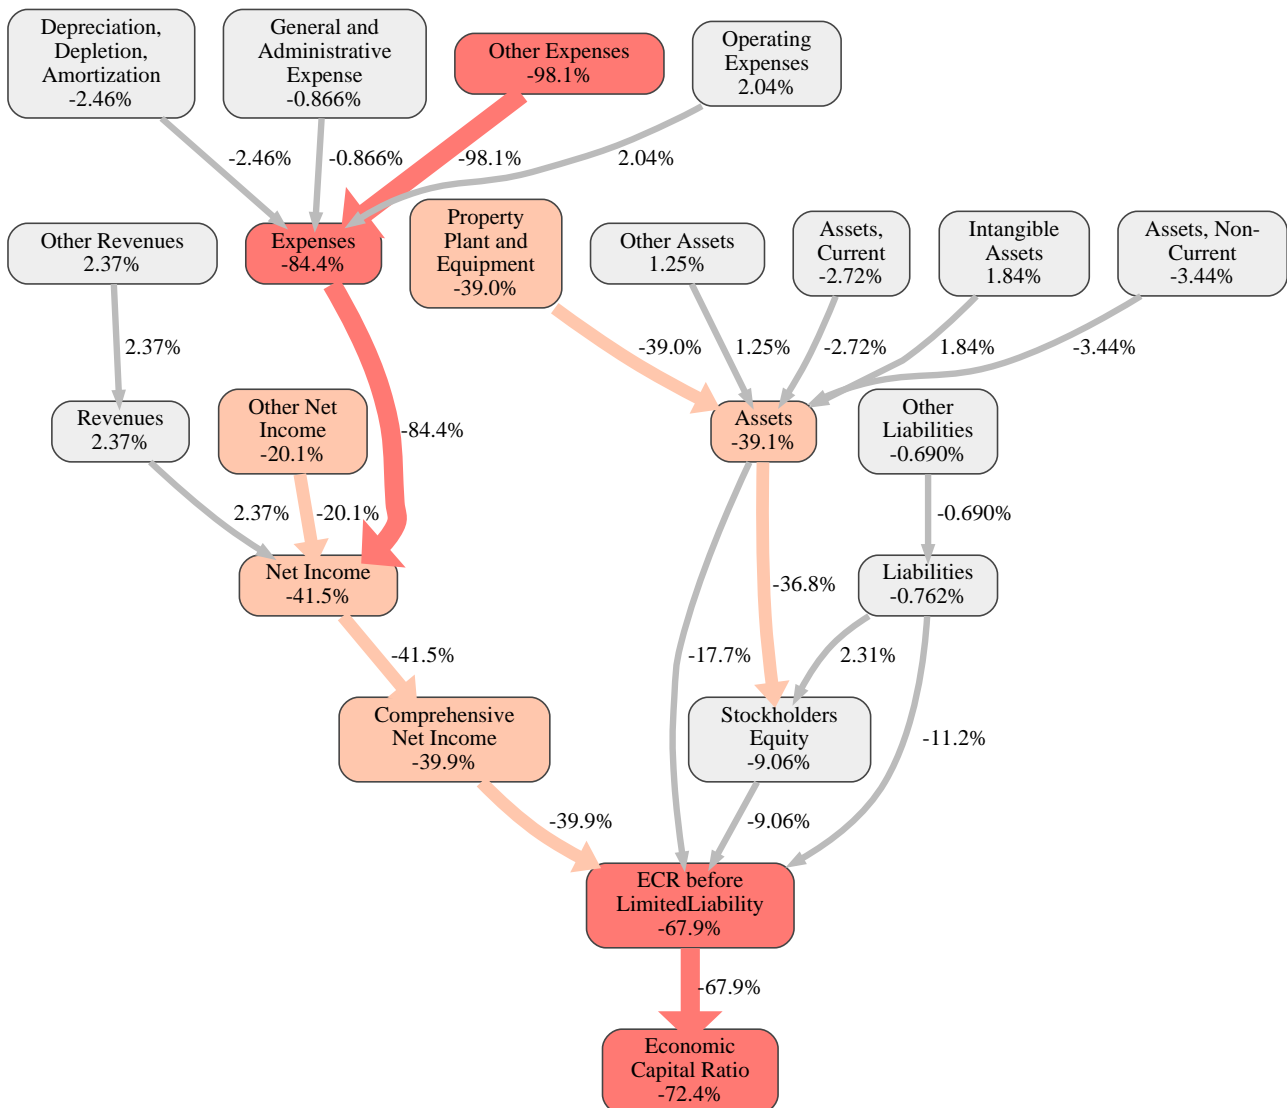 Depreciation,
Depletion,
Amortization
-2.46%
General and
Administrative
Expense
-0.866%
Other Expenses
-98.1%
Operating
Expenses
2.04%
-2.46%
-0.866%
-98.1%
2.04%
Other Revenues
2.37%
Expenses
-84.4%
Property
Plant and
Equipment
-39.0%
Other Assets
1.25%
Assets,
Current
-2.72%
Intangible
Assets
1.84%
Assets, Non-
Current
-3.44%
2.37%
-39.0%
1.25%
-2.72%
1.84%
-3.44%
Revenues
2.37%
Other Net
Income
-20.1%
-84.4%
Assets
-39.1%
Other
Liabilities
-0.690%
2.37%
-20.1%
-0.690%
Net Income
-41.5%
-36.8%
Liabilities
-0.762%
-41.5%
-17.7%
2.31%
Comprehensive
Net Income
-39.9%
Stockholders
Equity
-9.06%
-11.2%
-39.9%
-9.06%
ECR before
LimitedLiability
-67.9%
-67.9%
Economic
Capital Ratio
-72.4%